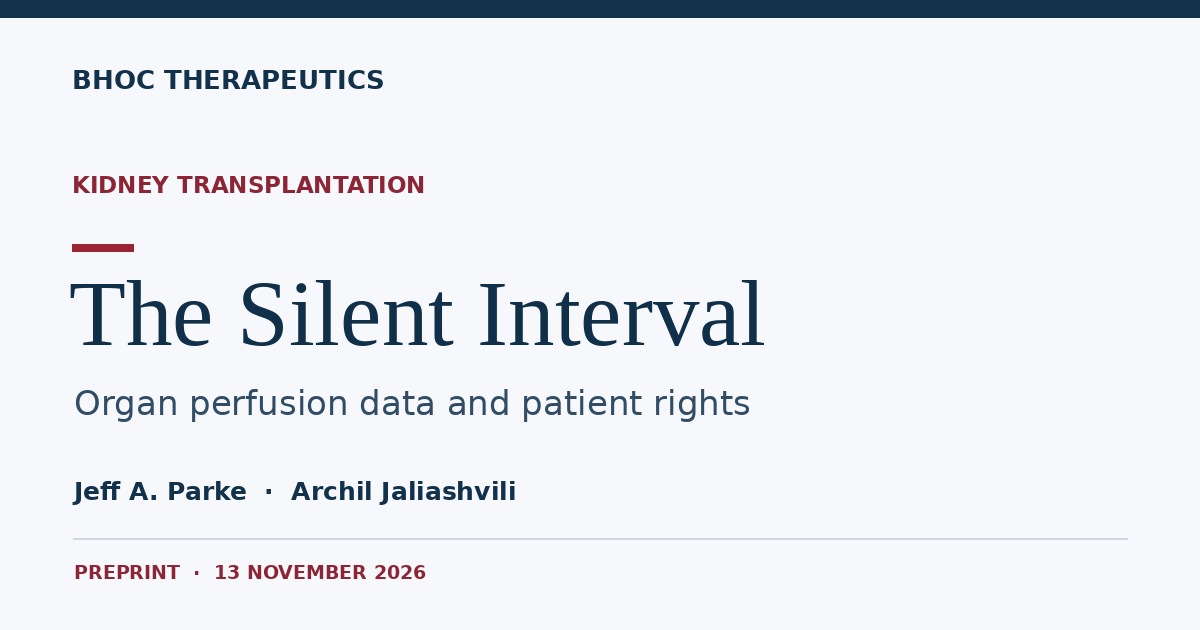 BHOC THERAPEUTICS
KIDNEY TRANSPLANTATION
The Silent Interval
Organ perfusion data and patient rights
Jeff A. Parke · Archil Jaliashvili
PREPRINT · 13 NOVEMBER 2026